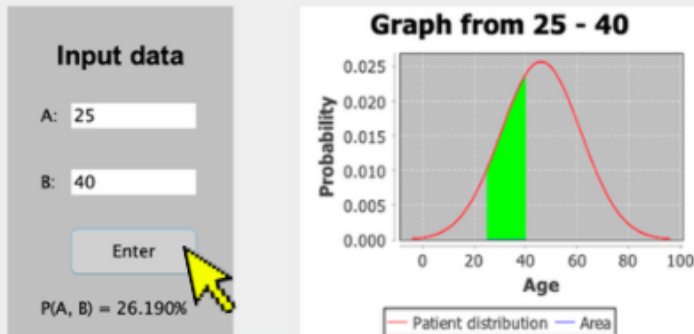 Input data
A: 25
B: 40
Enter
P(A, B) = 26.190%
Graph from 25 - 40
Probability
0.025
0.020
0.015
0.010
0.005
0.000
0 20 40 60 80 100
Age
Patient distribution Area